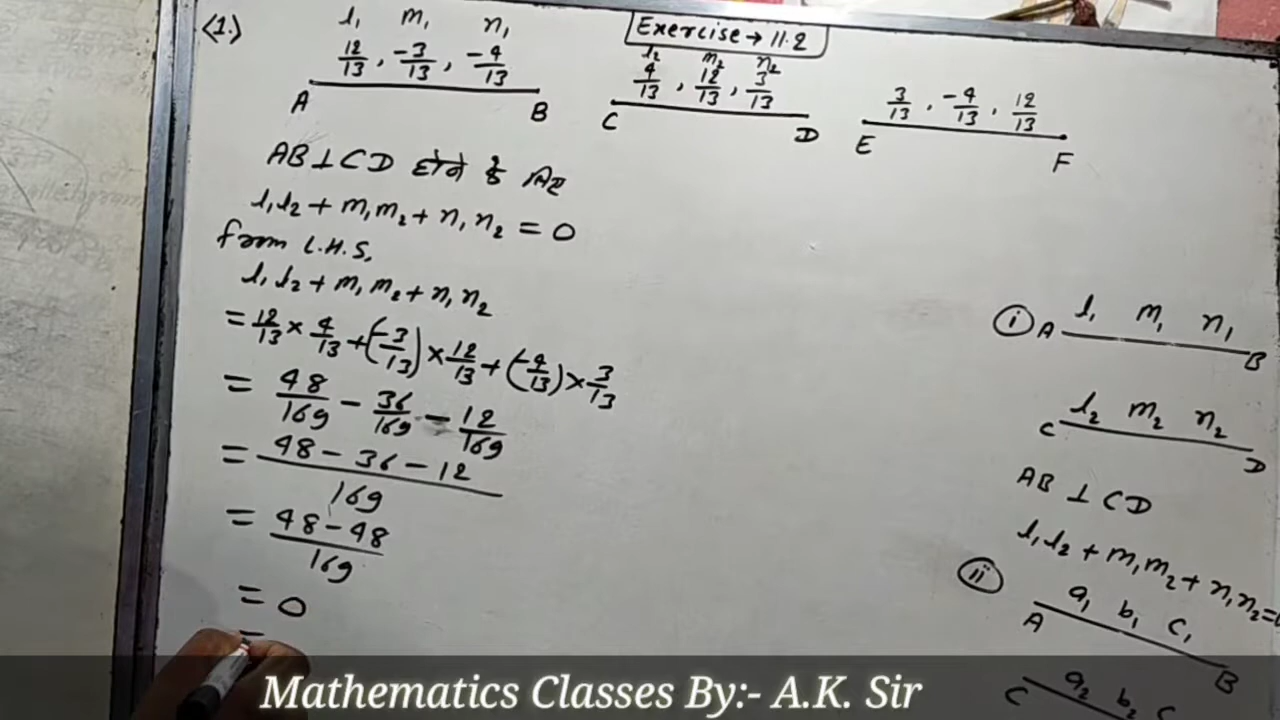 <1.>
l₁ m₁ n₁
12/13 , -3/13 , -4/13
A B
Exercise → 11.2
l₂ m₂ n₂
4/13 , 12/13 , 3/13
C D
3/13 , -4/13 , 12/13
E F
AB ⊥ CD होने के लिए
l₁l₂ + m₁m₂ + n₁n₂ = 0
from L.H.S,
l₁l₂ + m₁m₂ + n₁n₂
= 12/13 × 4/13 + (-3/13) × 12/13 + (-4/13) × 3/13
= 48/169 - 36/169 - 12/169
= 48 - 36 - 12 / 169
= 48 - 48 / 169
= 0
=
(i) l₁ m₁ n₁
A B
l₂ m₂ n₂
C D
AB ⊥ CD
l₁l₂ + m₁m₂ + n₁n₂ =
(ii) a₁ b₁ c₁
A B
a₂ b₂ c
C
Mathematics Classes By:- A.K. Sir